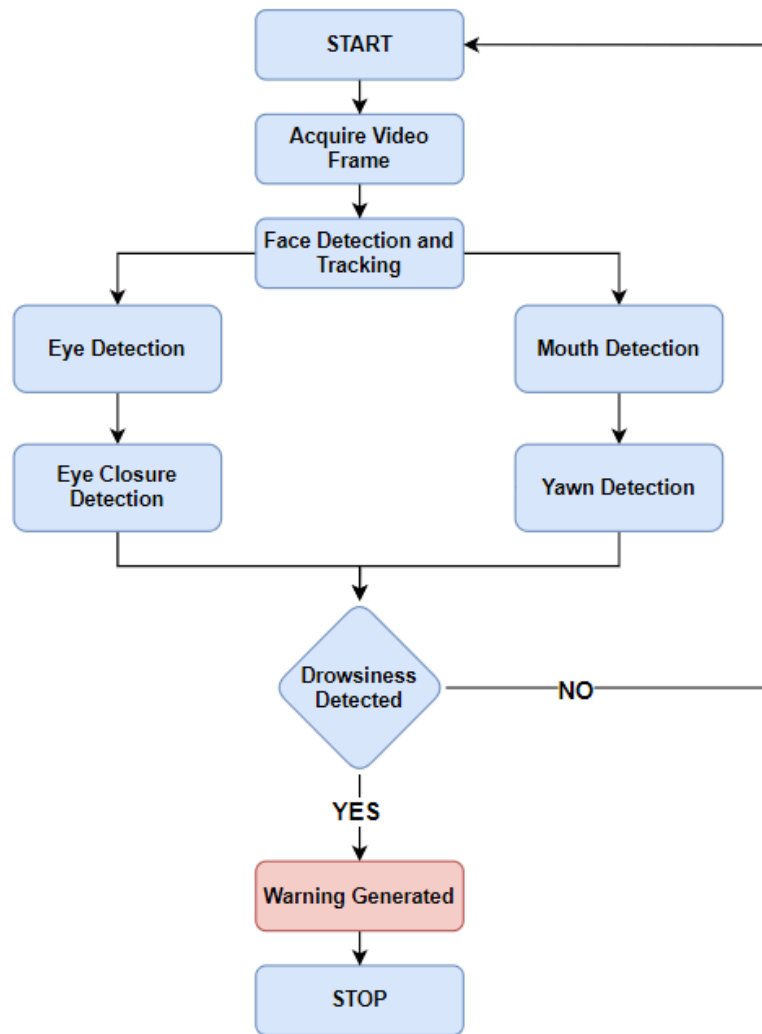 START
Acquire Video
Frame
Face Detection and
Tracking
Eye Detection
Mouth Detection
Eye Closure
Detection
Yawn Detection
Drowsiness
Detected
NO
YES
Warning Generated
STOP